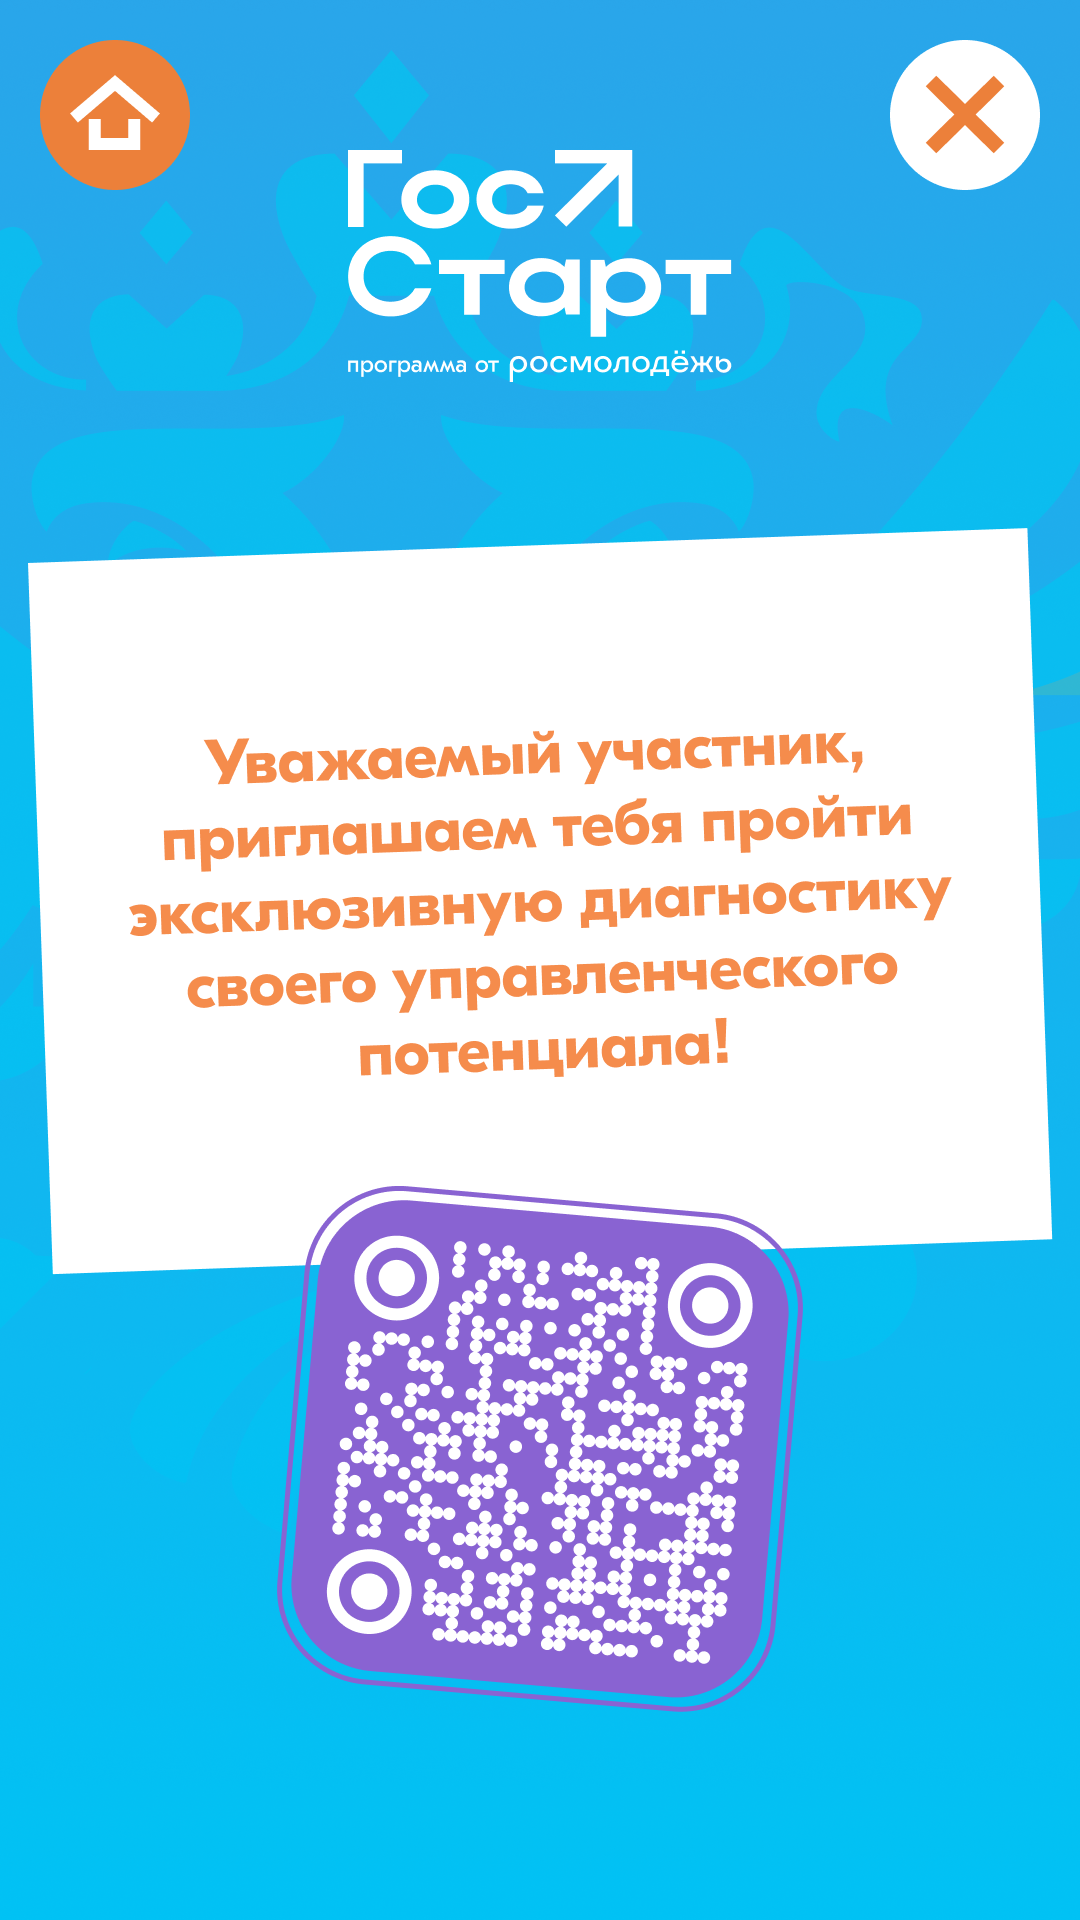 Гос
Старт
программа от росмолодёжь
Уважаемый участник,
приглашаем тебя пройти
эксклюзивную диагностику
своего управленческого
потенциала!